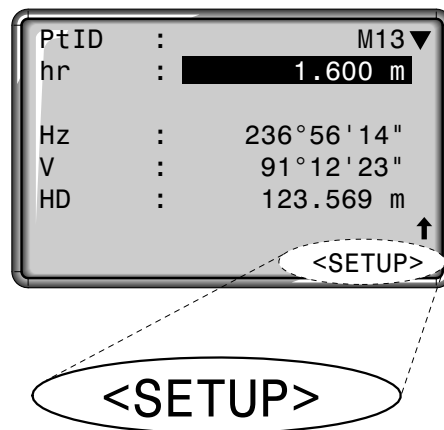 PtID : M13▼
hr : 1.600 m
Hz : 236°56'14"
V : 91°12'23"
HD : 123.569 m
<SETUP>
<SETUP>